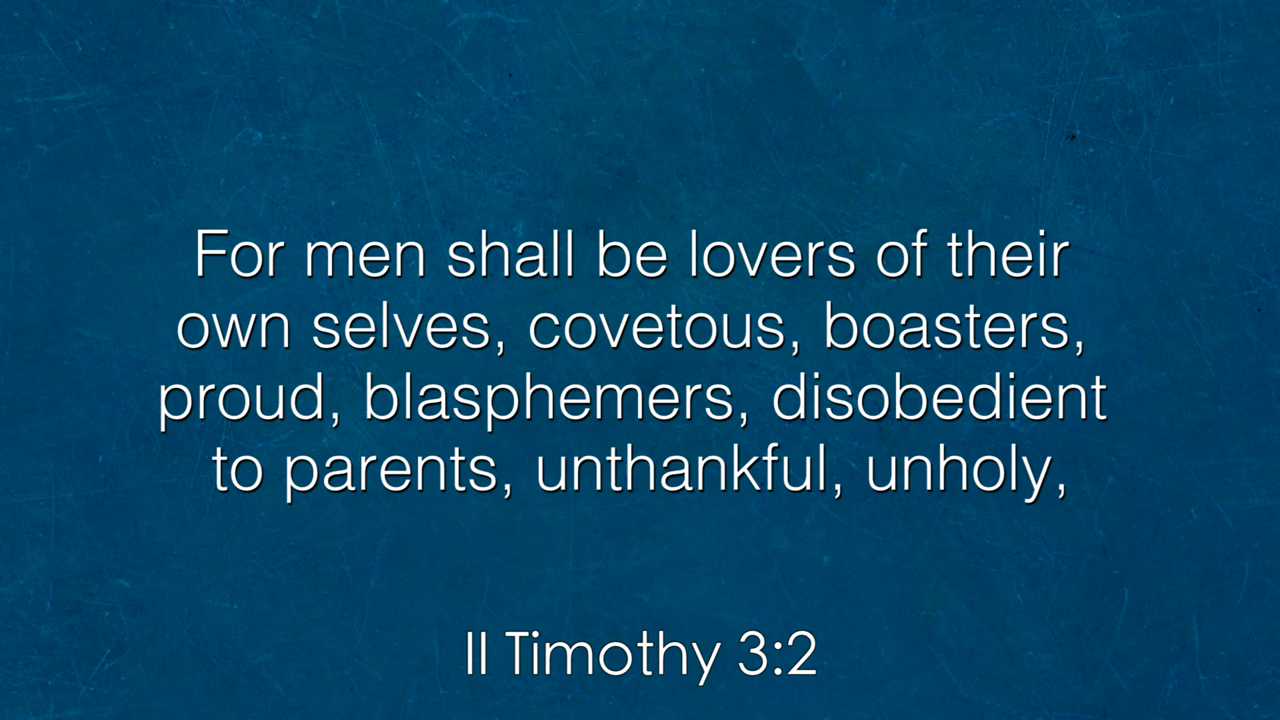 For men shall be lovers of their
own selves, covetous, boasters,
proud, blasphemers, disobedient
to parents, unthankful, unholy,
II Timothy 3:2